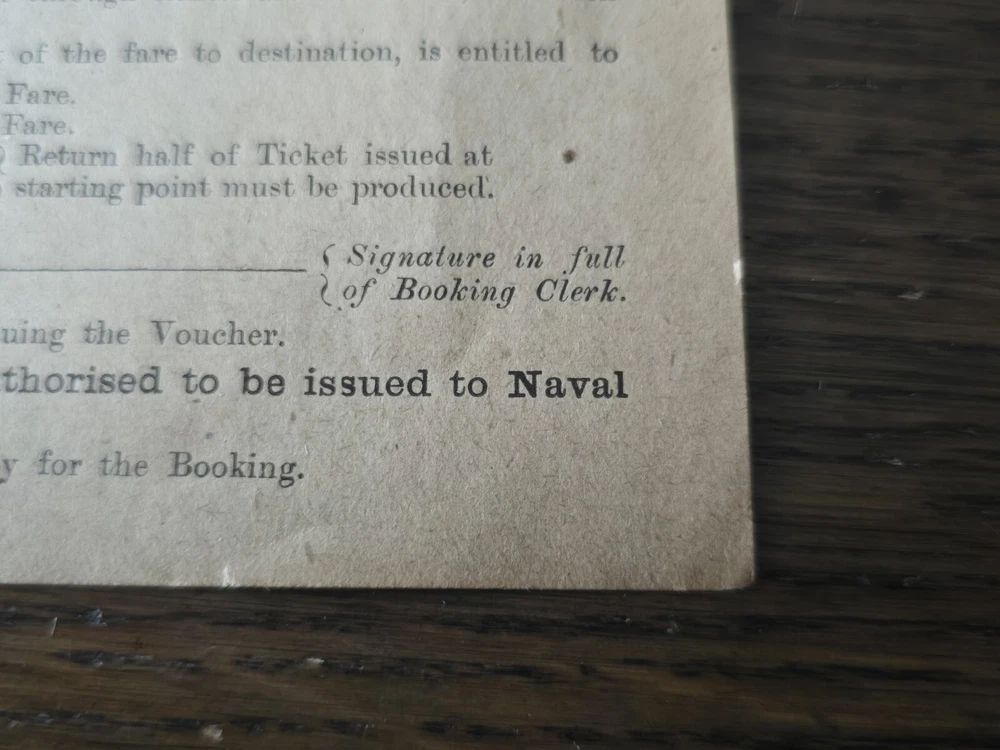 of the fare to destination, is entitled to
Fare.
Fare.
Return half of Ticket issued at
starting point must be produced.
{ Signature in full
of Booking Clerk.
uing the Voucher.
thorised to be issued to Naval
y for the Booking.